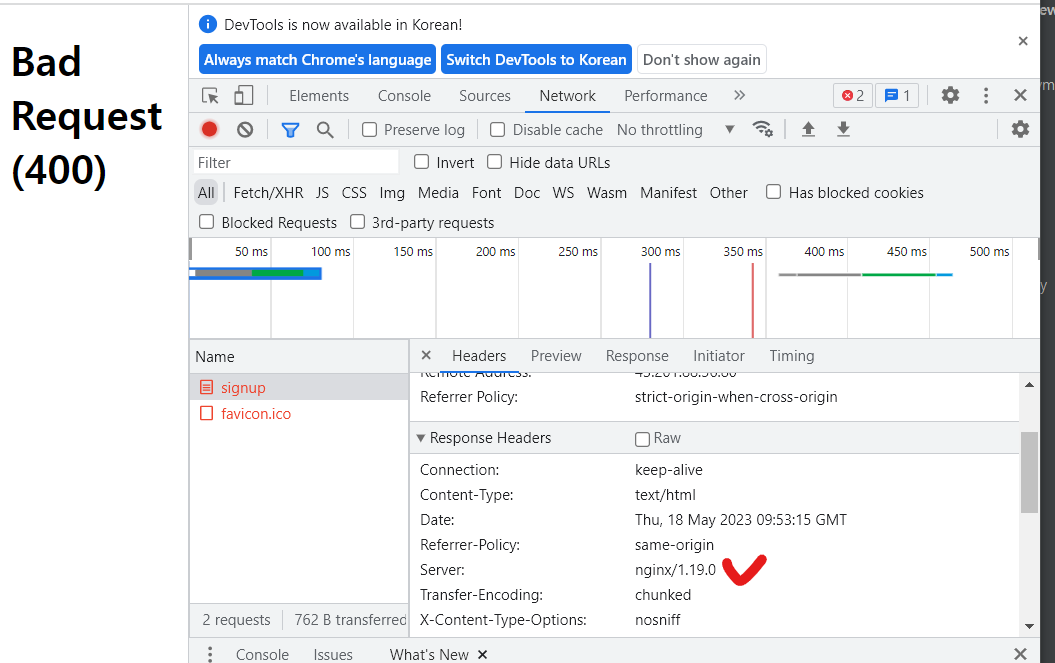 Bad
Request
(400)
DevTools is now available in Korean!
Always match Chrome's language Switch DevTools to Korean Don't show again
Elements Console Sources Network Performance 2 1
Preserve log Disable cache No throttling
Filter Invert Hide data URLs
All Fetch/XHR JS CSS Img Media Font Doc WS Wasm Manifest Other Has blocked cookies
Blocked Requests 3rd-party requests
50 ms 100 ms 150 ms 200 ms 250 ms 300 ms 350 ms 400 ms 450 ms 500 ms
Name Headers Preview Response Initiator Timing
signup
favicon.ico
Remote Address:
Referrer Policy: strict-origin-when-cross-origin
Response Headers Raw
Connection: keep-alive
Content-Type: text/html
Date: Thu, 18 May 2023 09:53:15 GMT
Referrer-Policy: same-origin
Server: nginx/1.19.0
Transfer-Encoding: chunked
X-Content-Type-Options: nosniff
2 requests 762 B transferred
Console Issues What's New